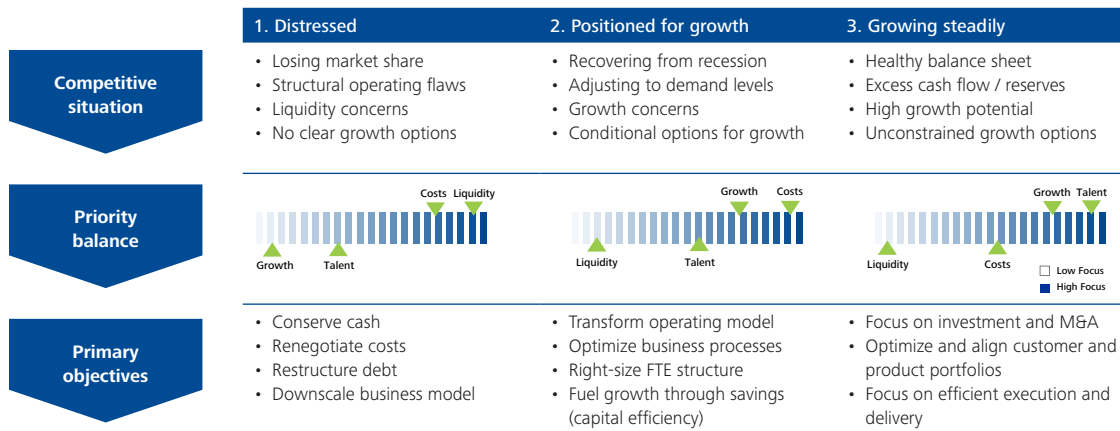 1. Distressed
2. Positioned for growth
3. Growing steadily
Competitive
situation
• Losing market share
• Structural operating flaws
• Liquidity concerns
• No clear growth options
• Recovering from recession
• Adjusting to demand levels
• Growth concerns
• Conditional options for growth
• Healthy balance sheet
• Excess cash flow / reserves
• High growth potential
• Unconstrained growth options
Priority
balance
Costs
Liquidity
Growth
Talent
Growth
Costs
Liquidity
Talent
Growth
Talent
Liquidity
Costs
Low Focus
High Focus
Primary
objectives
• Conserve cash
• Renegotiate costs
• Restructure debt
• Downscale business model
• Transform operating model
• Optimize business processes
• Right-size FTE structure
• Fuel growth through savings
(capital efficiency)
• Focus on investment and M&A
• Optimize and align customer and
product portfolios
• Focus on efficient execution and
delivery